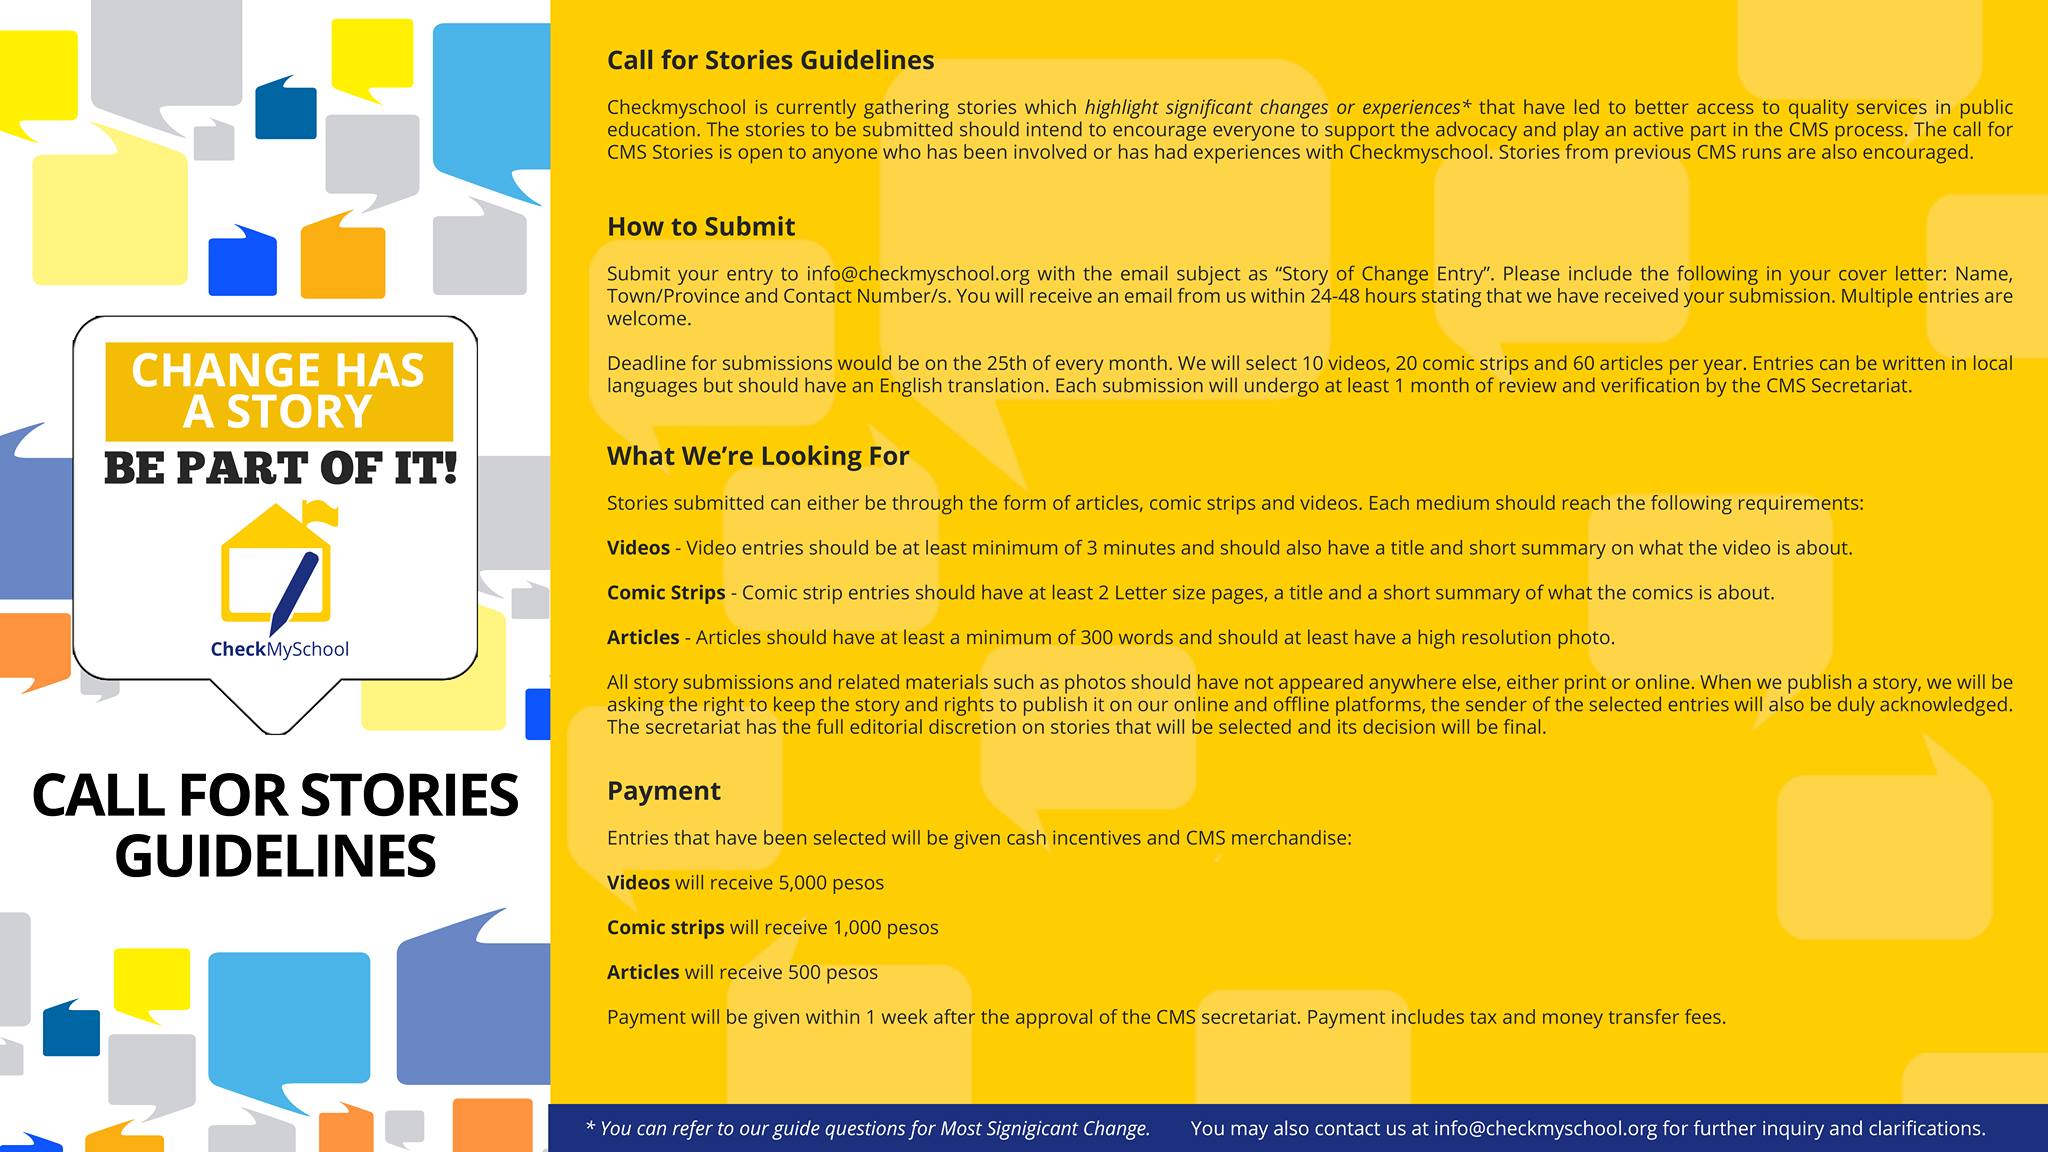 CHANGE HAS
A STORY
BE PART OF IT!
CheckMySchool
CALL FOR STORIES
GUIDELINES
Call for Stories Guidelines
Checkmyschool is currently gathering stories which highlight significant changes or experiences* that have led to better access to quality services in public
education. The stories to be submitted should intend to encourage everyone to support the advocacy and play an active part in the CMS process. The call for
CMS Stories is open to anyone who has been involved or has had experiences with Checkmyschool. Stories from previous CMS runs are also encouraged.
How to Submit
Submit your entry to info@checkmyschool.org with the email subject as “Story of Change Entry”. Please include the following in your cover letter: Name,
Town/Province and Contact Number/s. You will receive an email from us within 24-48 hours stating that we have received your submission. Multiple entries are
welcome.
Deadline for submissions would be on the 25th of every month. We will select 10 videos, 20 comic strips and 60 articles per year. Entries can be written in local
languages but should have an English translation. Each submission will undergo at least 1 month of review and verification by the CMS Secretariat.
What We’re Looking For
Stories submitted can either be through the form of articles, comic strips and videos. Each medium should reach the following requirements:
Videos - Video entries should be at least minimum of 3 minutes and should also have a title and short summary on what the video is about.
Comic Strips - Comic strip entries should have at least 2 Letter size pages, a title and a short summary of what the comics is about.
Articles - Articles should have at least a minimum of 300 words and should at least have a high resolution photo.
All story submissions and related materials such as photos should have not appeared anywhere else, either print or online. When we publish a story, we will be
asking the right to keep the story and rights to publish it on our online and offline platforms, the sender of the selected entries will also be duly acknowledged.
The secretariat has the full editorial discretion on stories that will be selected and its decision will be final.
Payment
Entries that have been selected will be given cash incentives and CMS merchandise:
Videos will receive 5,000 pesos
Comic strips will receive 1,000 pesos
Articles will receive 500 pesos
Payment will be given within 1 week after the approval of the CMS secretariat. Payment includes tax and money transfer fees.
* You can refer to our guide questions for Most Signigicant Change. You may also contact us at info@checkmyschool.org for further inquiry and clarifications.